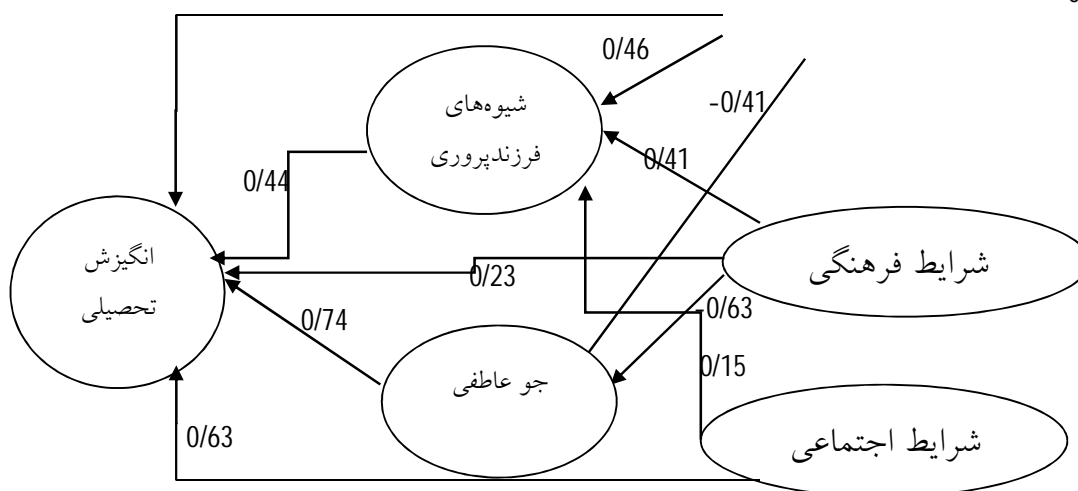 0/46
شیوه‌های
فرزندپروری
-0/41
0/41
0/44
انگیزش
تحصیلی
شرایط فرهنگی
0/23
-0/63
0/74
جو عاطفی
0/15
شرایط اجتماعی
0/63